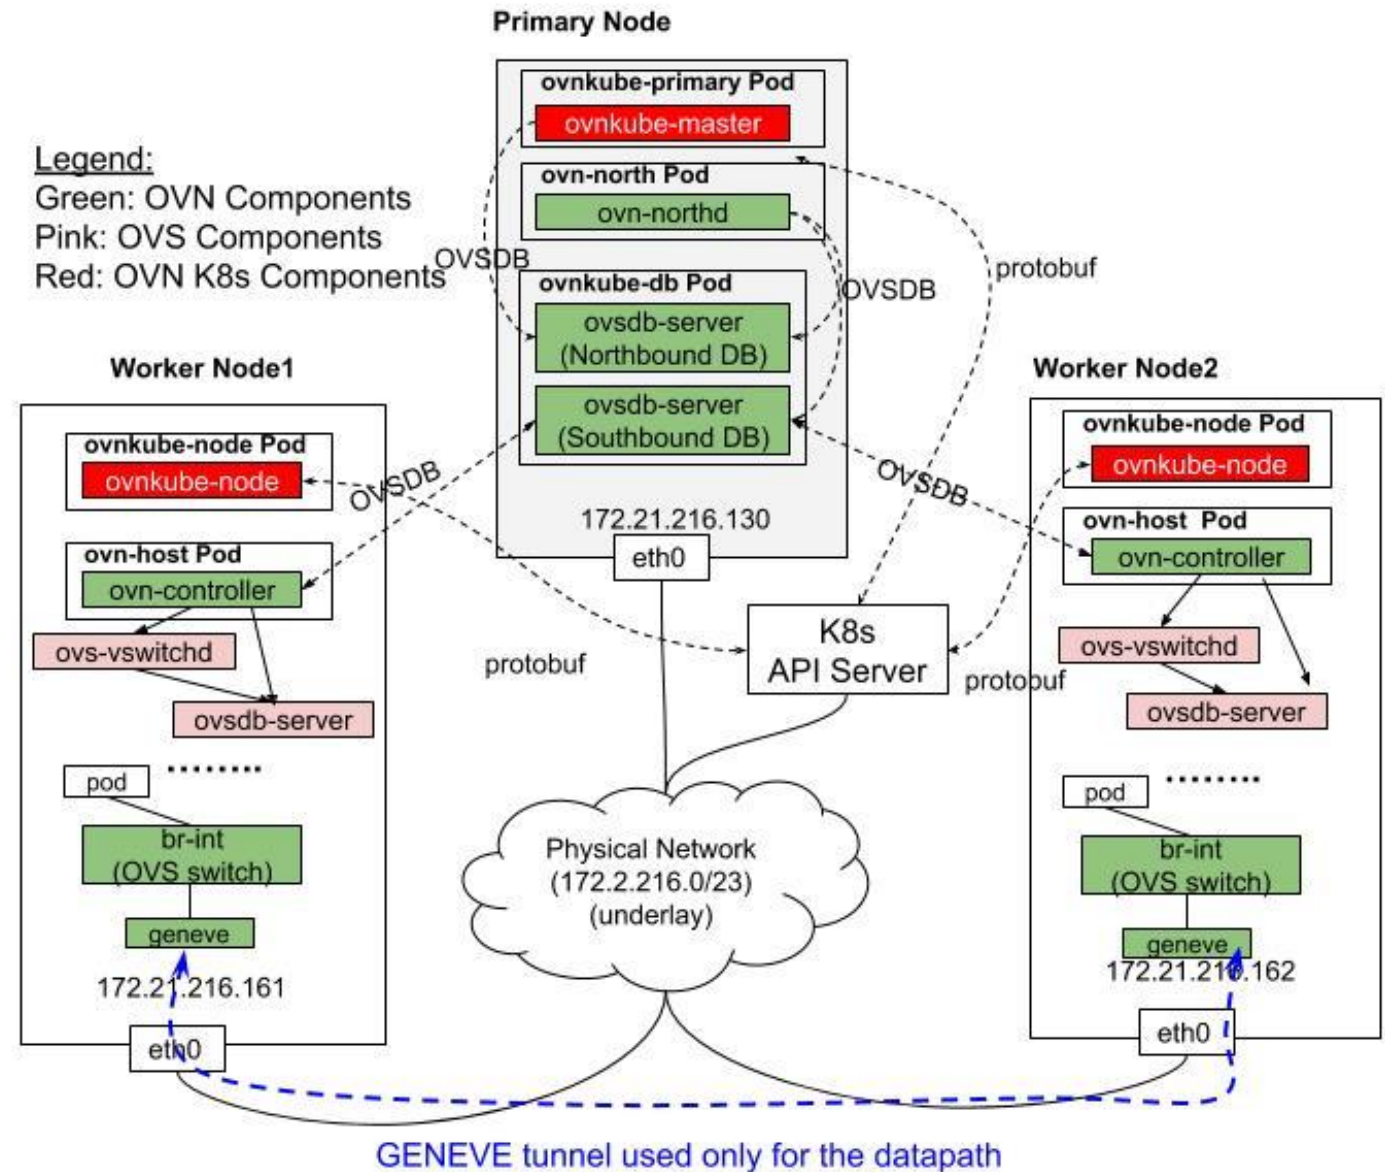 Primary Node
ovnkube-primary Pod
ovnkube-master
ovn-north Pod
ovn-northd
ovnkube-db Pod
ovsdb-server
(Northbound DB)
ovsdb-server
(Southbound DB)
172.21.216.130
eth0
Legend:
Green: OVN Components
Pink: OVS Components
Red: OVN K8s Components
OVSDB
OVSDB
protobuf
Worker Node1
ovnkube-node Pod
ovnkube-node
ovn-host Pod
ovn-controller
ovs-vswitchd
ovsdb-server
pod
br-int
(OVS switch)
geneve
172.21.216.161
eth0
OVSDB
protobuf
K8s
API Server
OVSDB
protobuf
Physical Network
(172.2.216.0/23)
(underlay)
Worker Node2
ovnkube-node Pod
ovnkube-node
ovn-host Pod
ovn-controller
ovs-vswitchd
ovsdb-server
pod
br-int
(OVS switch)
geneve
172.21.216.162
eth0
GENEVE tunnel used only for the datapath